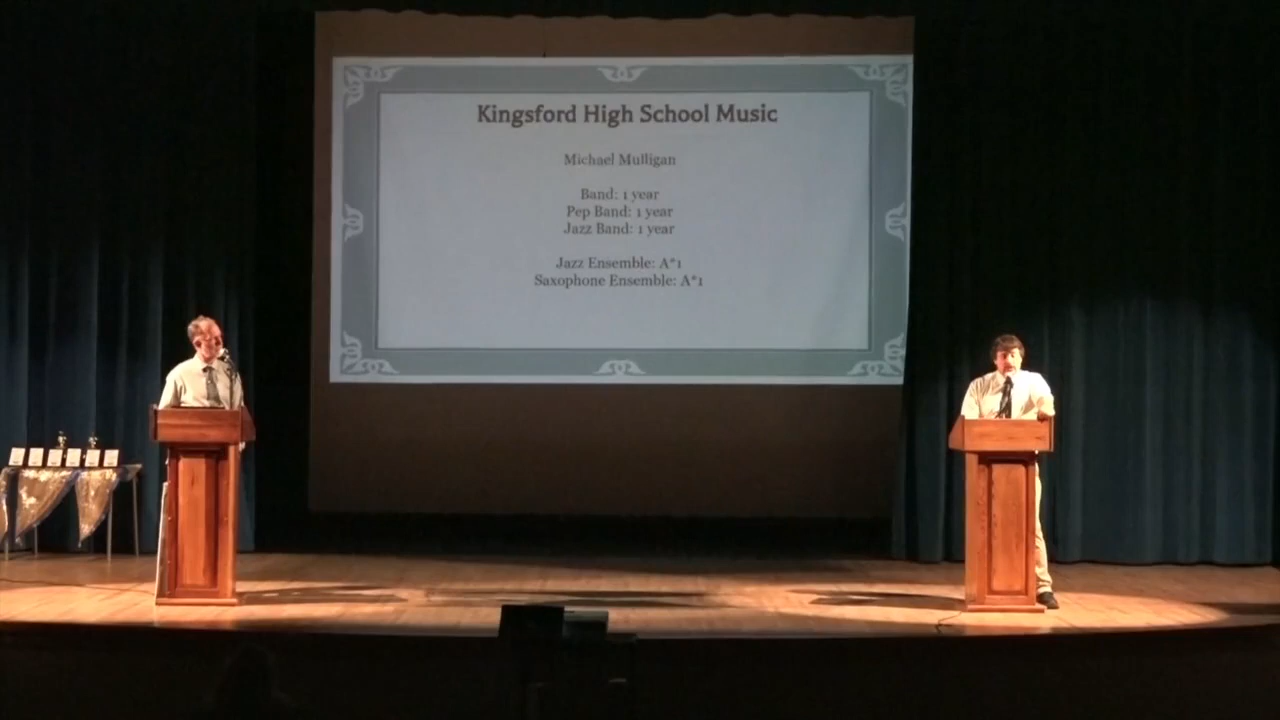 Kingsford High School Music
Michael Mulligan
Band: 1 year
Pep Band: 1 year
Jazz Band: 1 year
Jazz Ensemble: A*1
Saxophone Ensemble: A*1